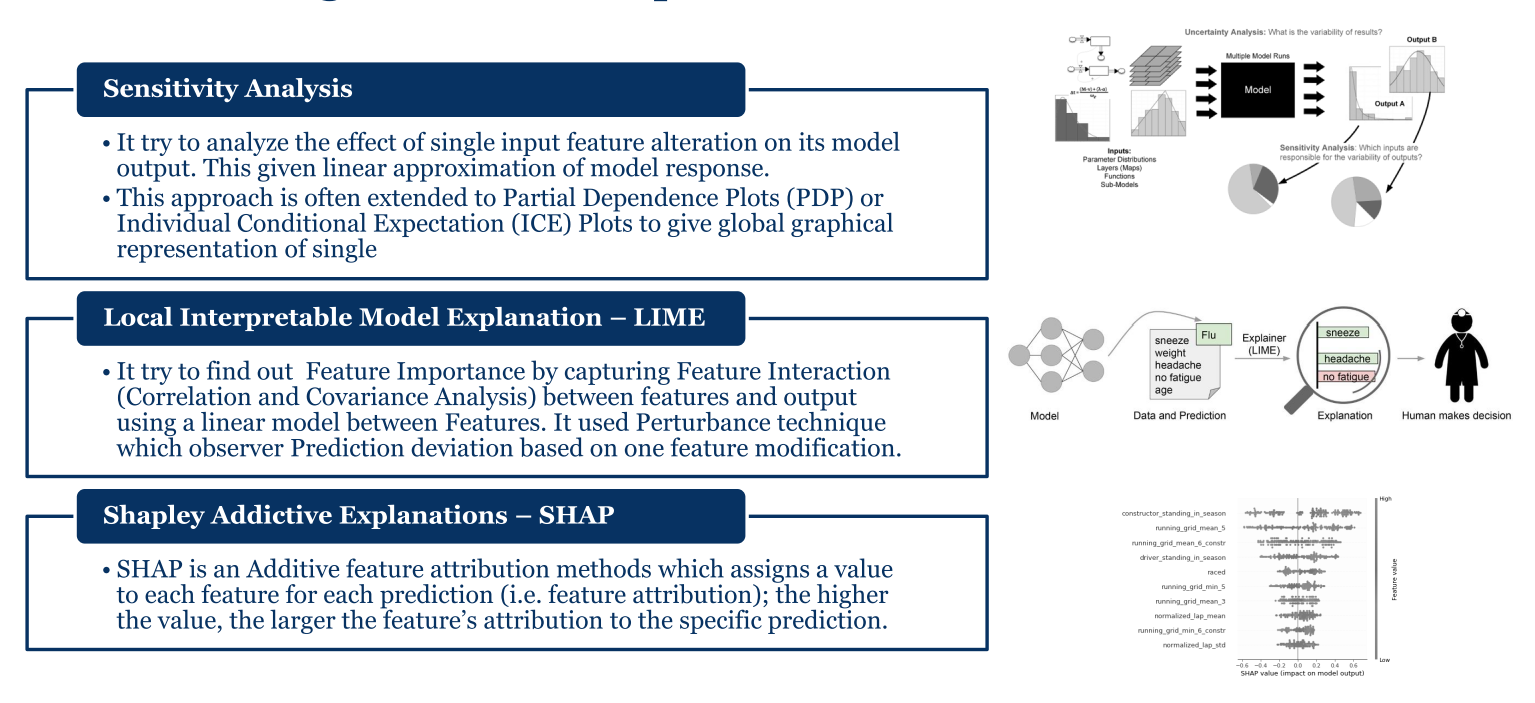 Sensitivity Analysis
• It try to analyze the effect of single input feature alteration on its model
output. This given linear approximation of model response.
• This approach is often extended to Partial Dependence Plots (PDP) or
Individual Conditional Expectation (ICE) Plots to give global graphical
representation of single
Local Interpretable Model Explanation – LIME
• It try to find out  Feature Importance by capturing Feature Interaction
(Correlation and Covariance Analysis) between features and output
using a linear model between Features. It used Perturbance technique
which observer Prediction deviation based on one feature modification.
Shapley Addictive Explanations – SHAP
• SHAP is an Additive feature attribution methods which assigns a value
to each feature for each prediction (i.e. feature attribution); the higher
the value, the larger the feature’s attribution to the specific prediction.
Uncertainty Analysis: What is the variability of results?
Output B
Multiple Model Runs
Model
Output A
Inputs:
Parameter Distributions
Layers (Maps)
Functions
Sub-Models
Sensitivity Analysis: Which inputs are
responsible for the variability of outputs?
Flu
sneeze
weight
headache
no fatigue
age
Explainer
(LIME)
sneeze
headache
no fatigue
Model
Data and Prediction
Explanation
Human makes decision
High
constructor_standing_in_season
running_grid_mean_5
running_grid_mean_6_constr
driver_standing_in_season
raced
running_grid_min_5
running_grid_mean_3
normalized_lap_mean
running_grid_min_6_constr
normalized_lap_std
Feature value
Low
−0.6 −0.4 −0.2 0.0 0.2 0.4 0.6
SHAP value (impact on model output)